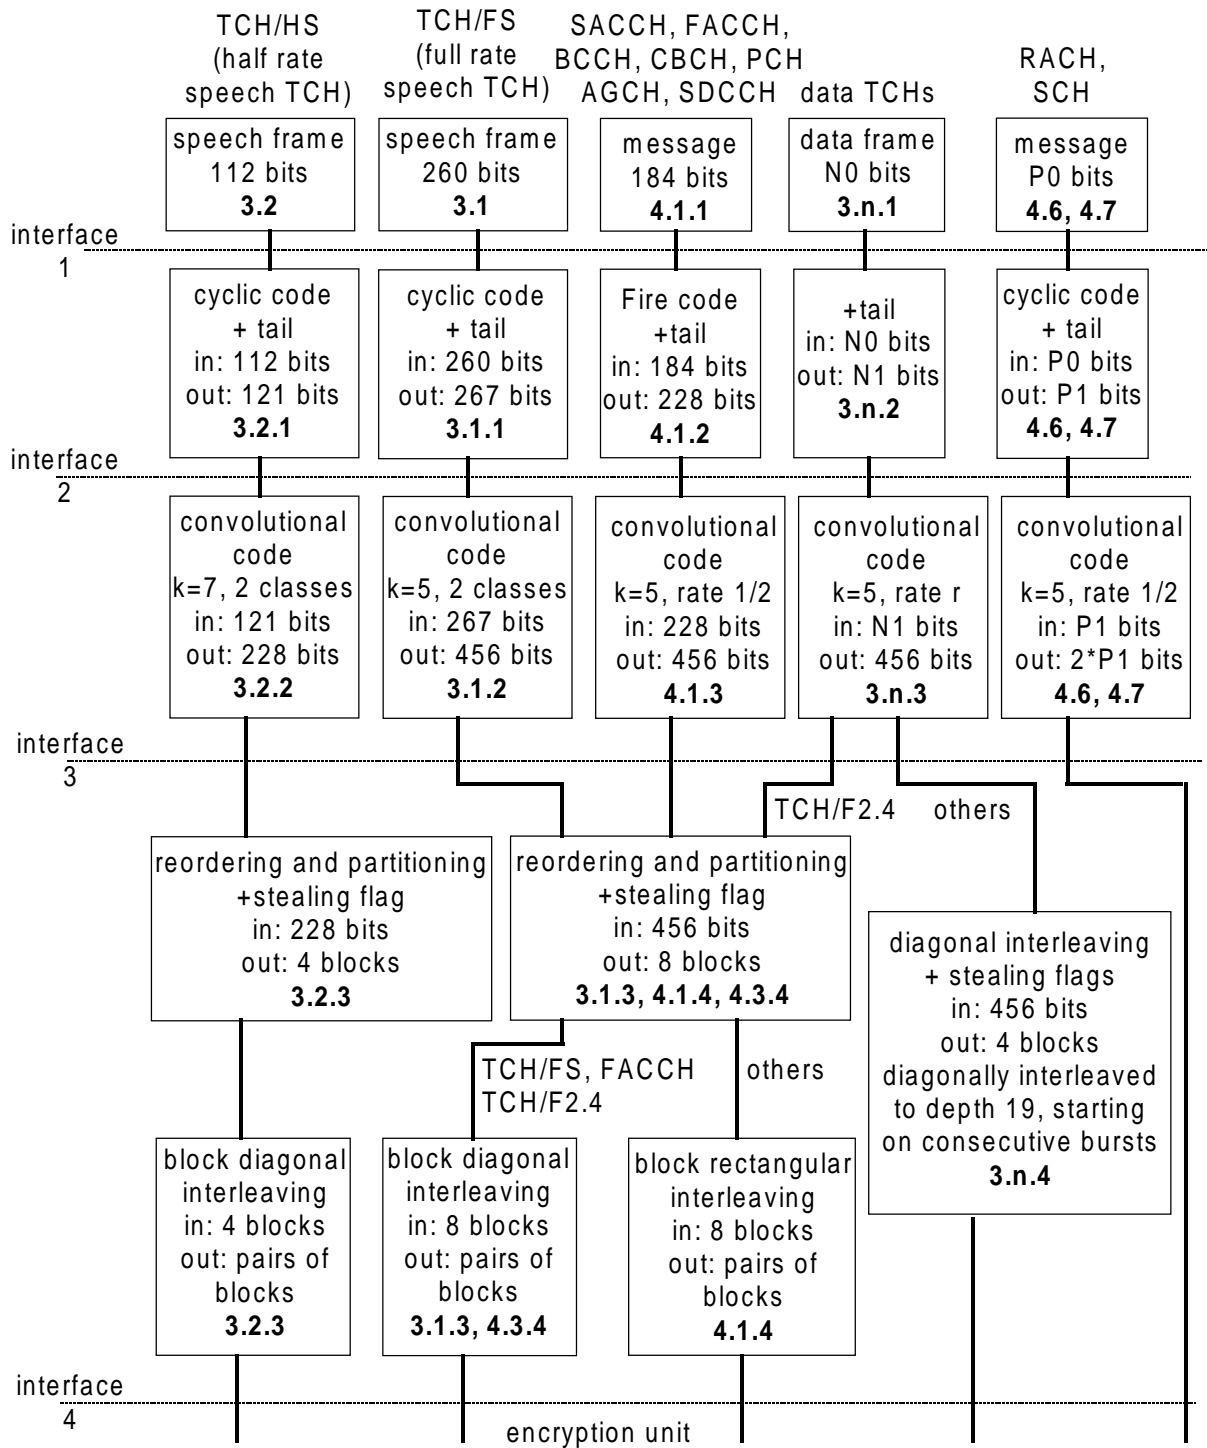 TCH/HS
(half rate
speech TCH)
TCH/FS
(full rate
speech TCH)
SACCH, FACCH,
BCCH, CBCH, PCH
AGCH, SDCCH
data TCHs
RACH,
SCH
speech frame
112 bits
3.2
speech frame
260 bits
3.1
message
184 bits
4.1.1
data frame
N0 bits
3.n.1
message
P0 bits
4.6, 4.7
interface
1
cyclic code
+ tail
in: 112 bits
out: 121 bits
3.2.1
cyclic code
+ tail
in: 260 bits
out: 267 bits
3.1.1
Fire code
+tail
in: 184 bits
out: 228 bits
4.1.2
+tail
in: N0 bits
out: N1 bits
3.n.2
cyclic code
+ tail
in: P0 bits
out: P1 bits
4.6, 4.7
interface
2
convolutional
code
k=7, 2 classes
in: 121 bits
out: 228 bits
3.2.2
convolutional
code
k=5, 2 classes
in: 267 bits
out: 456 bits
3.1.2
convolutional
code
k=5, rate 1/2
in: 228 bits
out: 456 bits
4.1.3
convolutional
code
k=5, rate r
in: N1 bits
out: 456 bits
3.n.3
convolutional
code
k=5, rate 1/2
in: P1 bits
out: 2*P1 bits
4.6, 4.7
interface
3
TCH/F2.4
others
reordering and partitioning
+stealing flag
in: 228 bits
out: 4 blocks
3.2.3
reordering and partitioning
+stealing flag
in: 456 bits
out: 8 blocks
3.1.3, 4.1.4, 4.3.4
diagonal interleaving
+ stealing flags
in: 456 bits
out: 4 blocks
diagonally interleaved
to depth 19, starting
on consecutive bursts
3.n.4
TCH/FS, FACCH
TCH/F2.4
others
block diagonal
interleaving
in: 4 blocks
out: pairs of
blocks
3.2.3
block diagonal
interleaving
in: 8 blocks
out: pairs of
blocks
3.1.3, 4.3.4
block rectangular
interleaving
in: 8 blocks
out: pairs of
blocks
4.1.4
interface
4
encryption unit